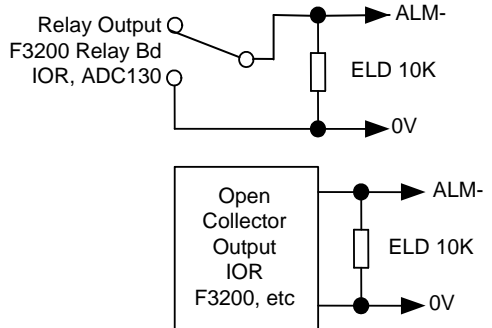 Relay Output
F3200 Relay Bd
IOR, ADC130
ALM-
ELD 10K
0V
Open
Collector
Output
IOR
F3200, etc
ALM-
ELD 10K
0V